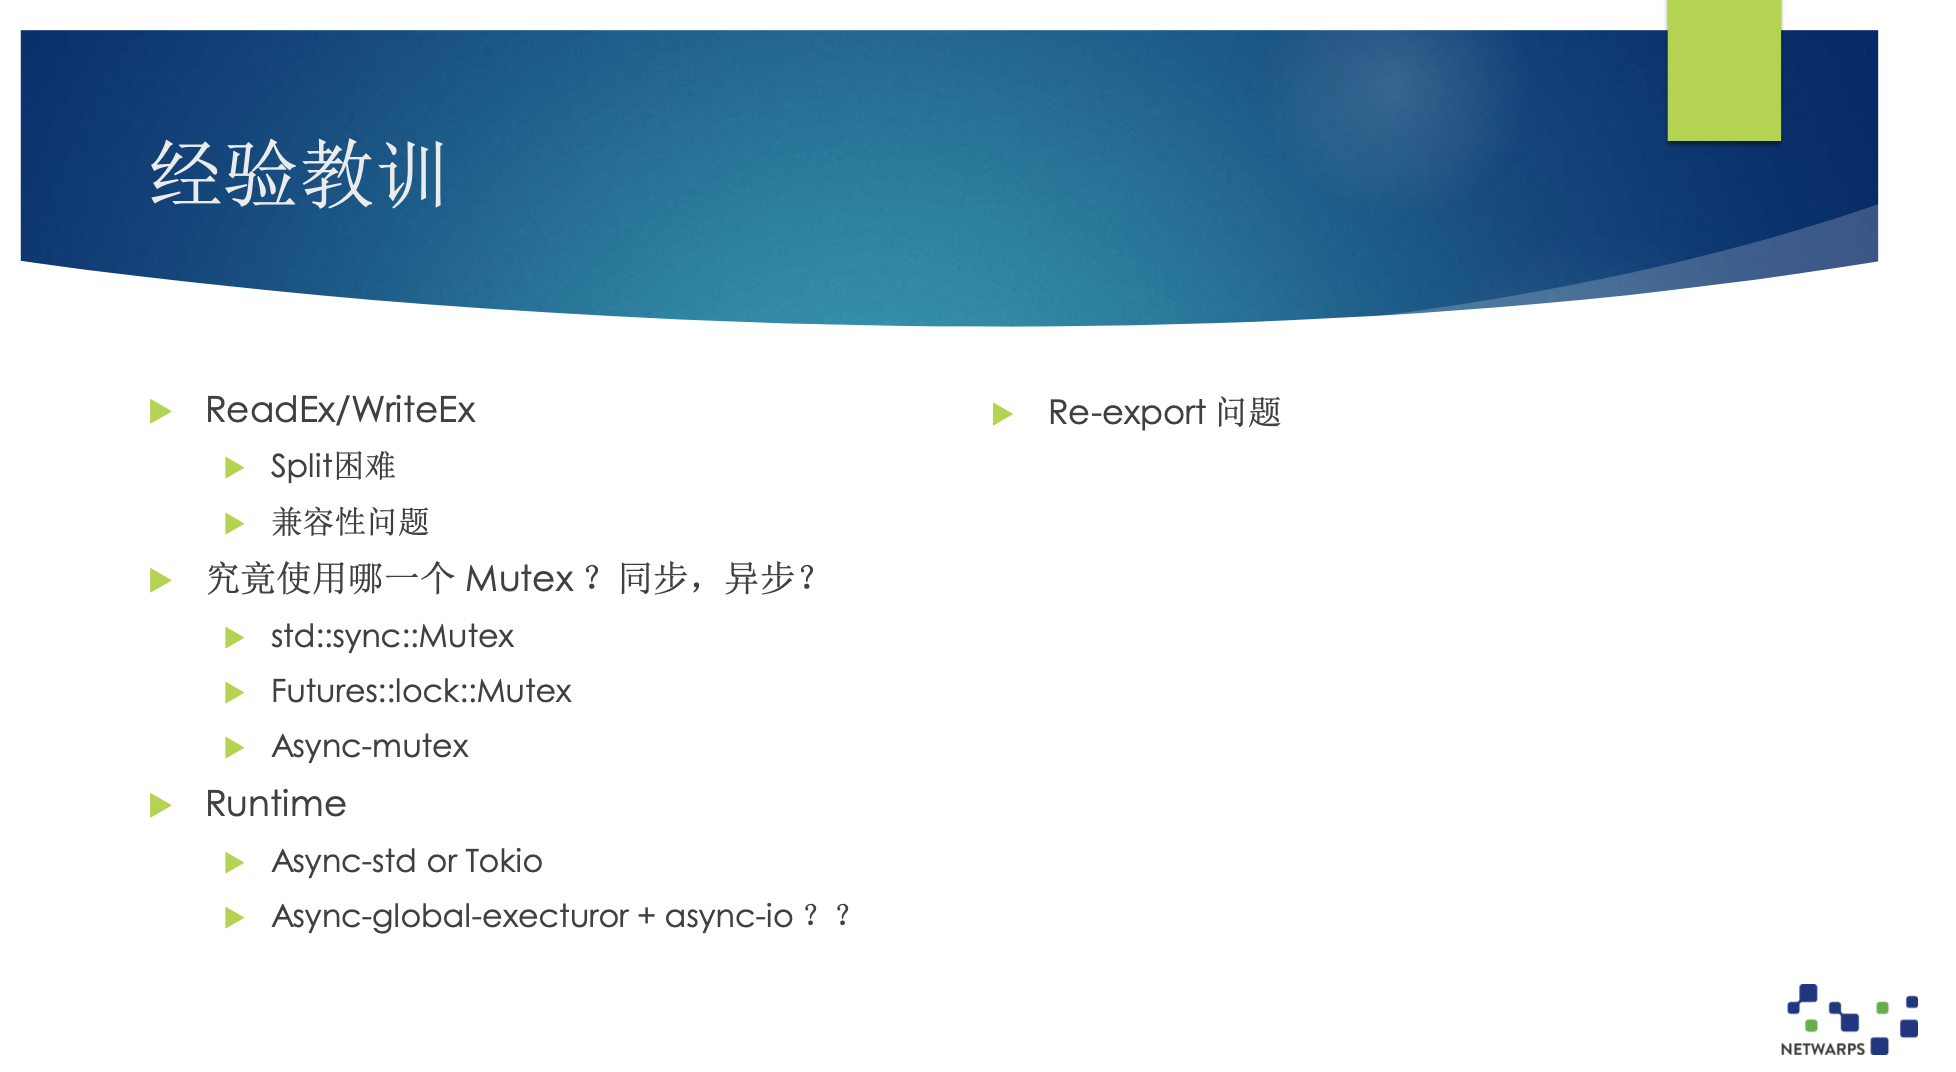 经验教训
ReadEx/WriteEx
Split困难
兼容性问题
究竟使用哪一个 Mutex ? 同步，异步?
std::sync::Mutex
Futures::lock::Mutex
Async-mutex
Runtime
Async-std or Tokio
Async-global-execturor + async-io ? ?
Re-export 问题
NETWARPS